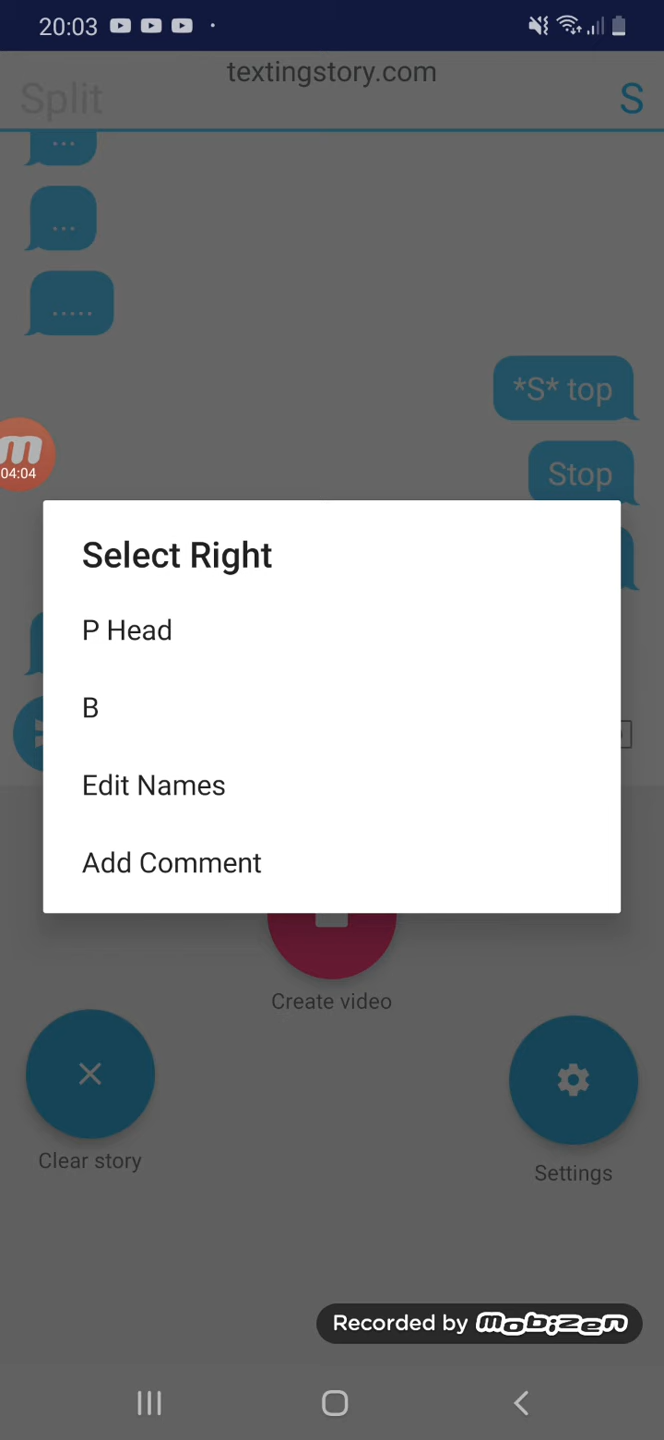 20:03
textingstory.com
Split
S
...
...
.....
*S* top
04:04
Stop
Select Right
P Head
B
Edit Names
Add Comment
Create video
Clear story
Settings
Recorded by mobizen